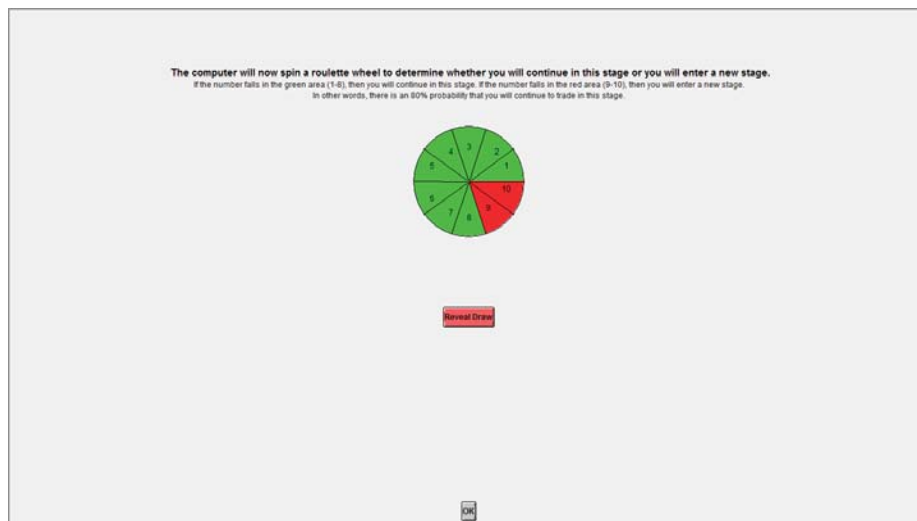 The computer will now spin a roulette wheel to determine whether you will continue in this stage or you will enter a new stage.
If the number falls in the green area (1-8), then you will continue in this stage. If the number falls in the red area (9-10), then you will enter a new stage.
In other words, there is an 80% probability that you will continue to trade in this stage.
3
4
2
5
1
10
9
7
Reveal Draw
OK